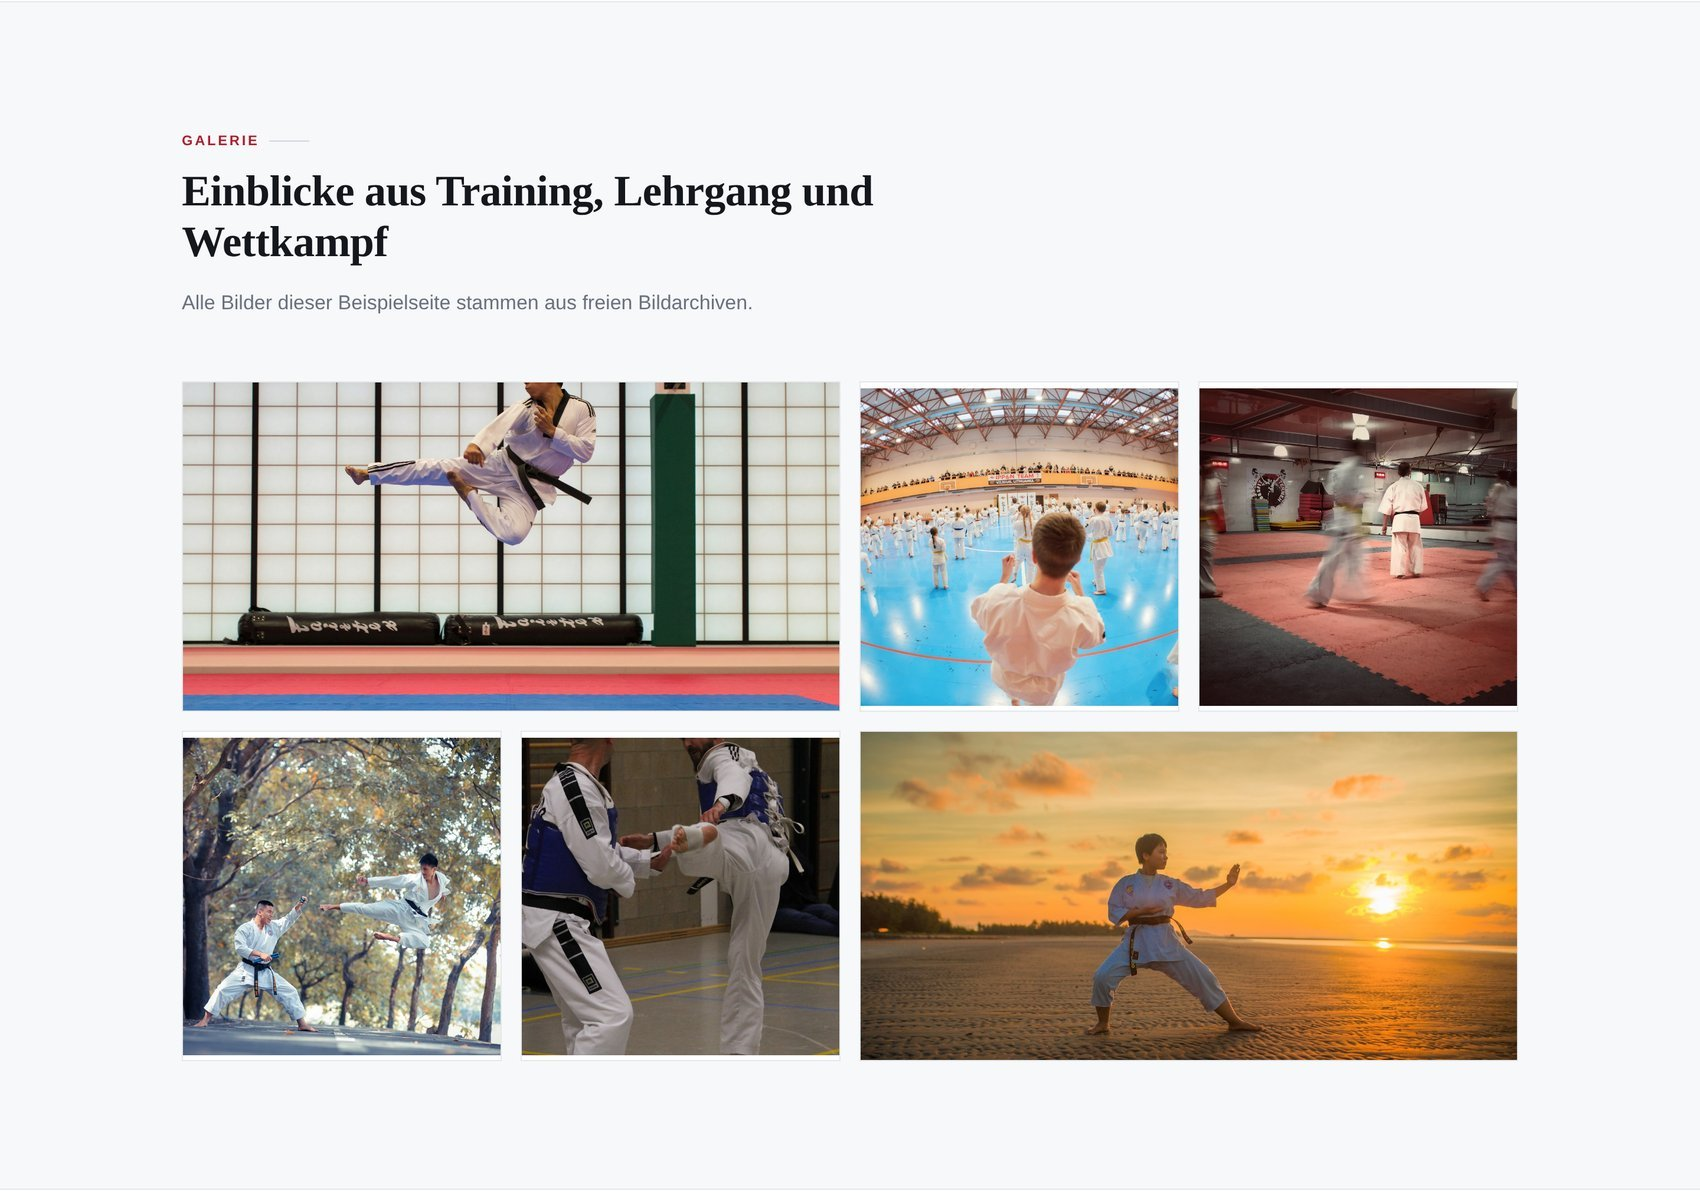 GALERIE
Einblicke aus Training, Lehrgang und
Wettkampf
Alle Bilder dieser Beispielseite stammen aus freien Bildarchiven.